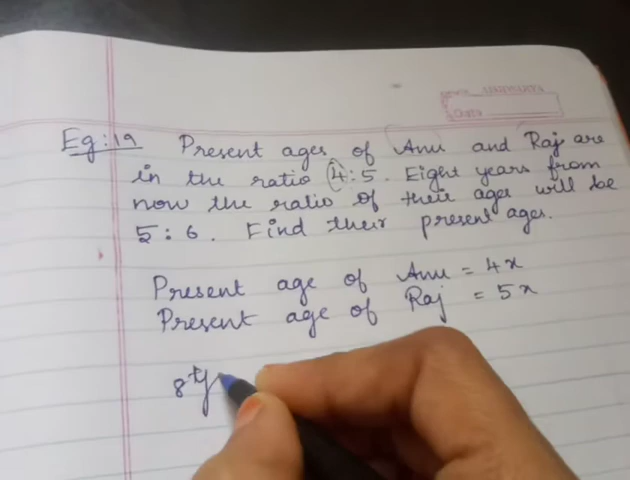 Date
Eg:19 Present ages of Anu and Raj are
in the ratio 4:5. Eight years from
now the ratio of their ages will be
5:6. Find their present ages.
Present age of Anu = 4x
Present age of Raj = 5x
8